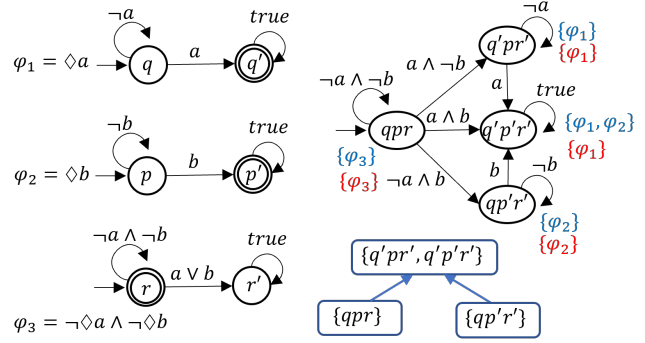 ¬a
true
φ₁ = ◊a
q
a
q′
¬b
true
φ₂ = ◊b
p
b
p′
¬a ∧ ¬b
true
r
a ∨ b
r′
φ₃ = ¬◊a ∧ ¬◊b
¬a
q′pr′
{φ₁}
{φ₁}
a ∧ ¬b
a
¬a ∧ ¬b
true
qpr
a ∧ b
q′p′r′
{φ₁, φ₂}
{φ₁}
{φ₃}
{φ₃}
¬a ∧ b
b
¬b
qp′r′
{φ₂}
{φ₂}
{q′pr′, q′p′r′}
{qpr}
{qp′r′}